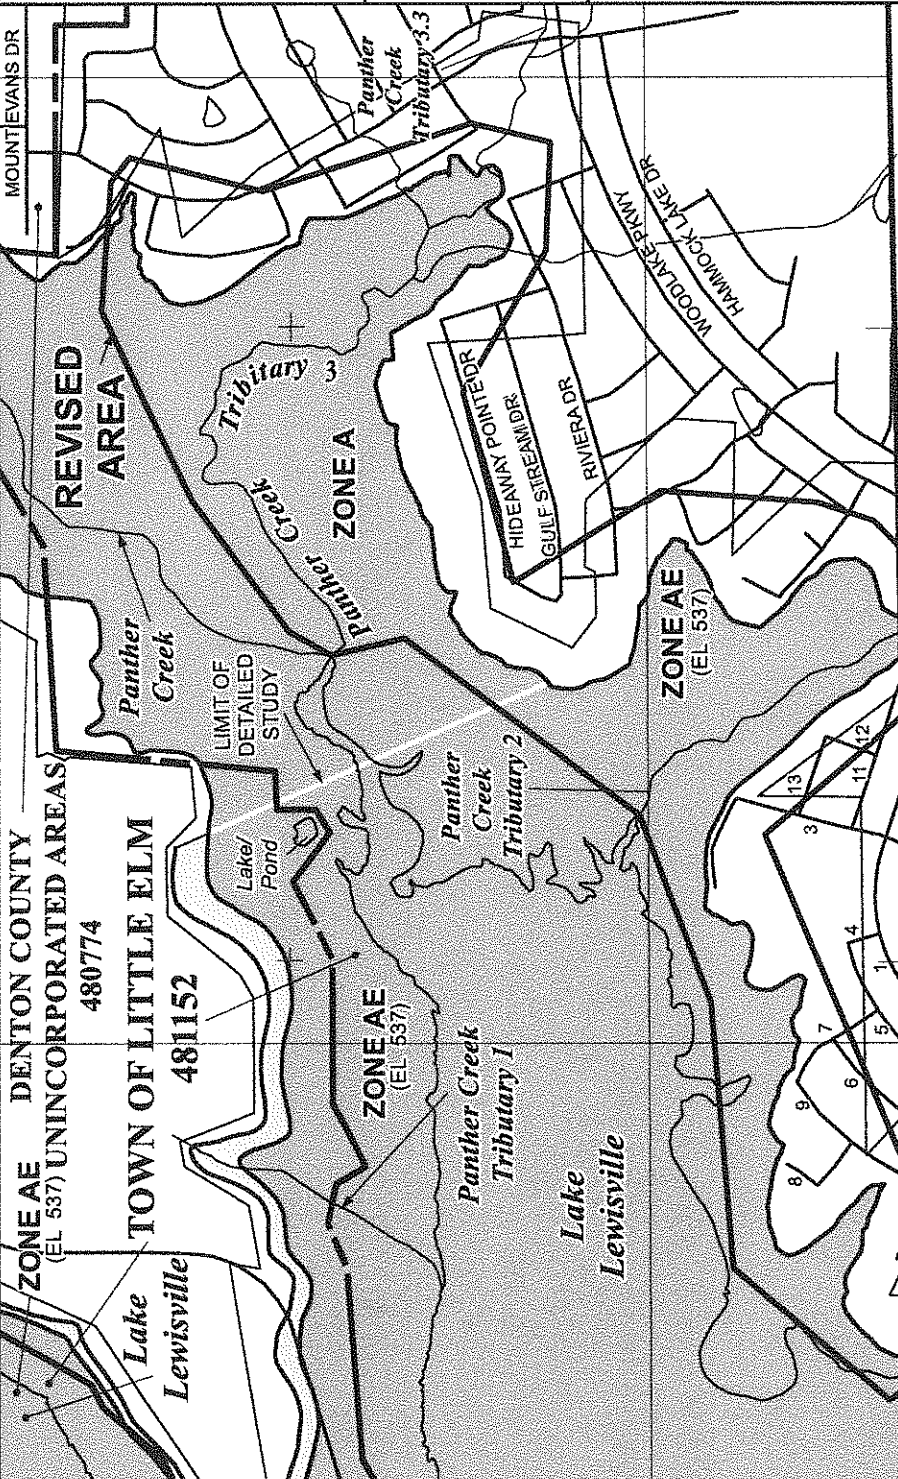 ZONE AE
(EL 537)
DENTON COUNTY
UNINCORPORATED AREAS
480774
TOWN OF LITTLE ELM
481152
Lake
Lewisville
Panther
Creek
REVISED
AREA
MOUNT EVANS DR
LIMIT OF
DETAILED
STUDY
Lake/
Pond
Panther Creek Tribitary 3
ZONE A
Panther
Creek
Tributary 3.3
ZONE AE
(EL 537)
Panther Creek
Tributary 1
Panther
Creek
Tributary 2
HIDEAWAY POINTE DR
GULF STREAM DR
RIVIERA DR
WOODLAKE PKWY
HAMMOCK LAKE DR
Lake
Lewisville
ZONE AE
(EL 537)
8
9
6
7
5
1
4
3
13
11
12